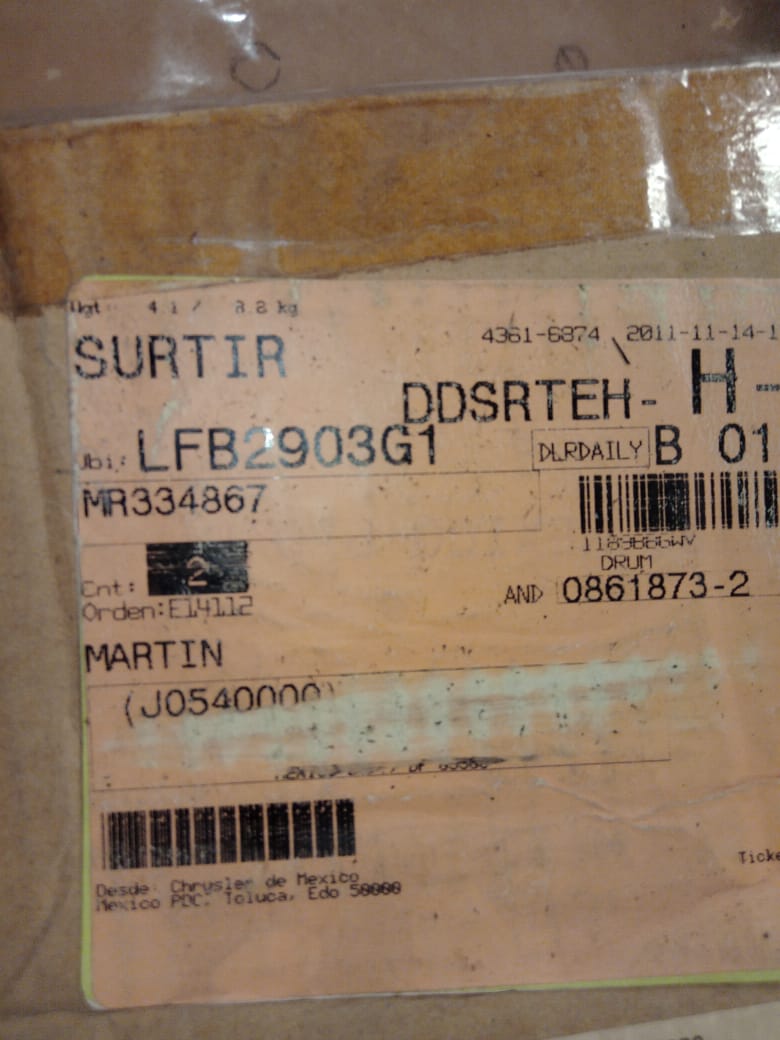 Wgt: 4.1 / 8.2 kg
4361-6874 2011-11-14-1
SURTIR
DDSRTEH- H-
Ubi: LFB2903G1 DLRDAILY B 01
MR334867
DRUM
Cnt: 2
AND 0861873-2
Orden:E14112
MARTIN
(J0540000)
Ticke
Desde: Chrysler de Mexico
Mexico PDC. Toluca, Edo 50000